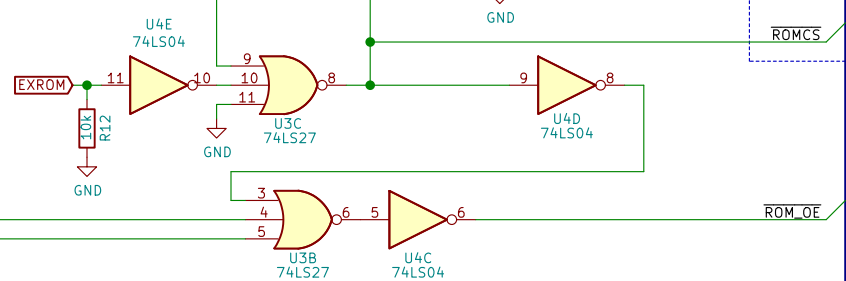 GND
U4E
74LS04
ROMCS
EXROM
11
10
9
10
11
8
9
8
10k
R12
U3C
74LS27
U4D
74LS04
GND
GND
3
4
5
6
5
6
ROM_OE
U3B
74LS27
U4C
74LS04